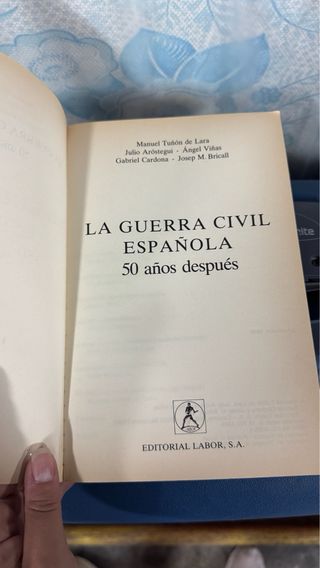 Manuel Tuñón de Lara
Julio Aróstegui - Ángel Viñas
Gabriel Cardona - Josep M. Bricall
LA GUERRA CIVIL
ESPAÑOLA
50 años después
EDITORIAL LABOR, S.A.